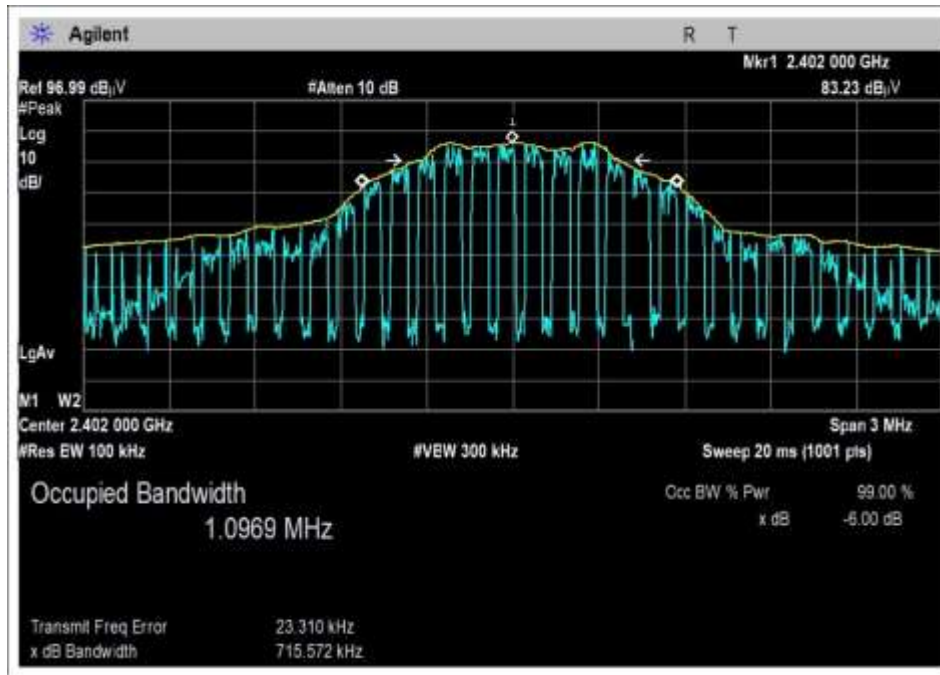 Agilent
R T
Mkr1 2.402 000 GHz
Ref 96.99 dBµV #Atten 10 dB 83.23 dBµV
#Peak
Log
10
dB/
1
LgAv
M1 W2
Center 2.402 000 GHz Span 3 MHz
#Res BW 100 kHz #VBW 300 kHz Sweep 20 ms (1001 pts)
Occupied Bandwidth Occ BW % Pwr 99.00 %
1.0969 MHz x dB -6.00 dB
Transmit Freq Error 23.310 kHz
x dB Bandwidth 715.572 kHz